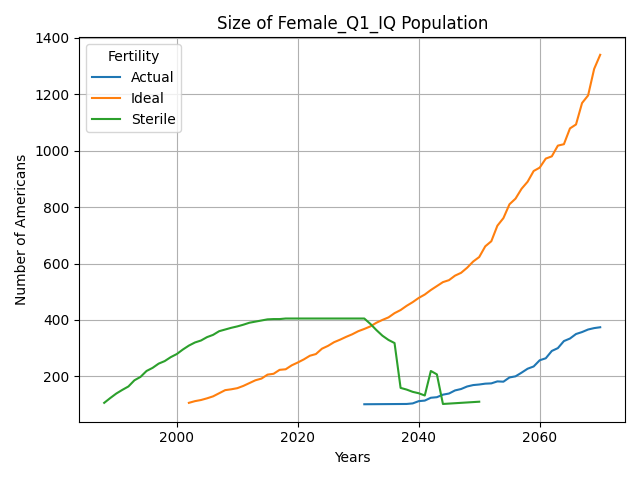 Size of Female_Q1_IQ Population
Fertility
Actual
Ideal
Sterile
Number of Americans
1400
1200
1000
800
600
400
200
2000
2020
2040
2060
Years